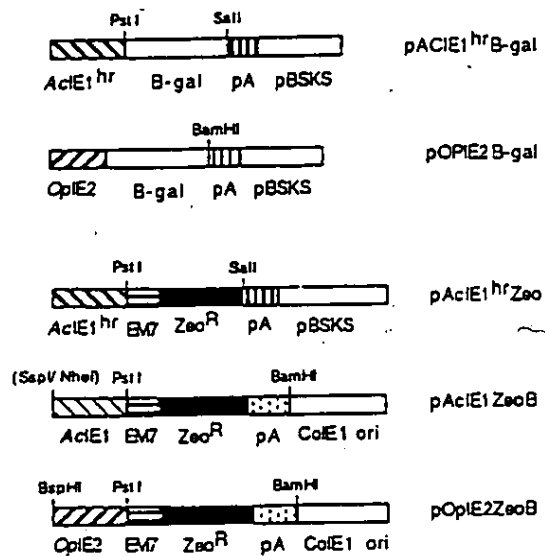 PstI SalI
pACIE1hrB-gal
AcIE1hr B-gal pA pBSKS
BamHI
pOPIE2B-gal
OpIE2 B-gal pA pBSKS
PstI SalI
pAcIE1hrZeo
AcIE1hr EM7 ZeoR pA pBSKS
(SspI/NheI) PstI BamHI
pAcIE1ZeoB
AcIE1 EM7 ZeoR pA ColE1 ori
BspHI PstI BamHI
pOpIE2ZeoB
OpIE2 EM7 ZeoR pA ColE1 ori